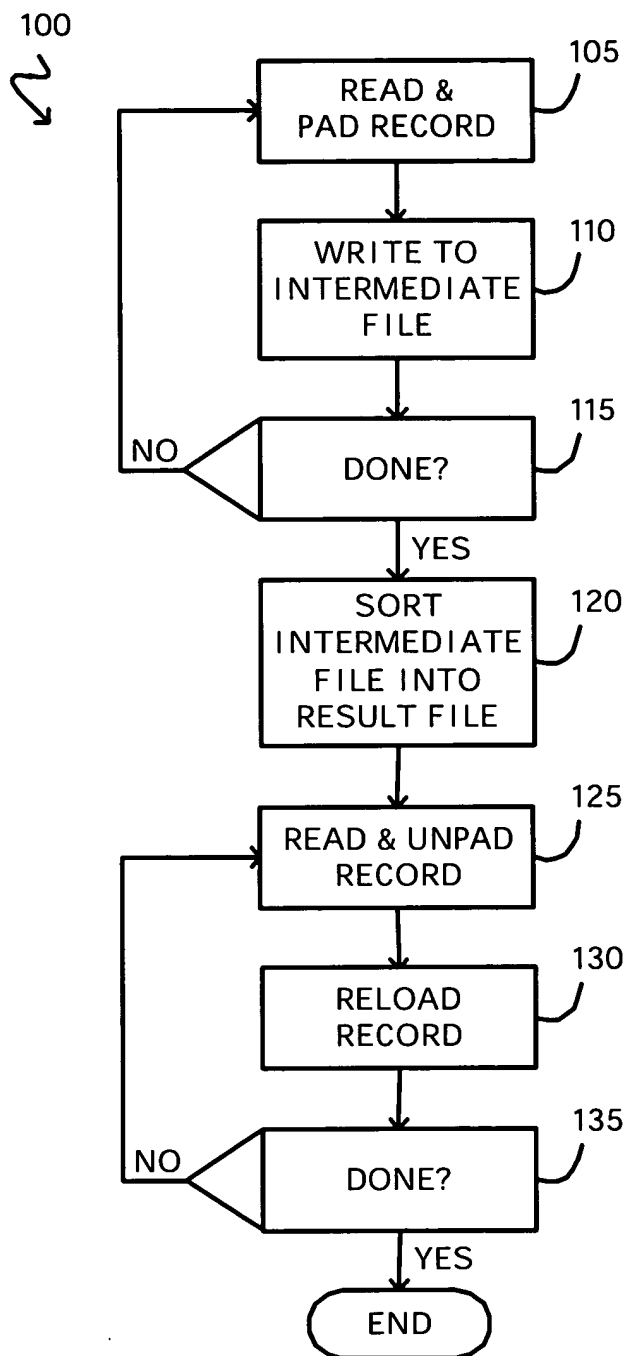 100
105
READ &
PAD RECORD
110
WRITE TO
INTERMEDIATE
FILE
115
NO
DONE?
YES
120
SORT
INTERMEDIATE
FILE INTO
RESULT FILE
125
READ & UNPAD
RECORD
130
RELOAD
RECORD
135
NO
DONE?
YES
END